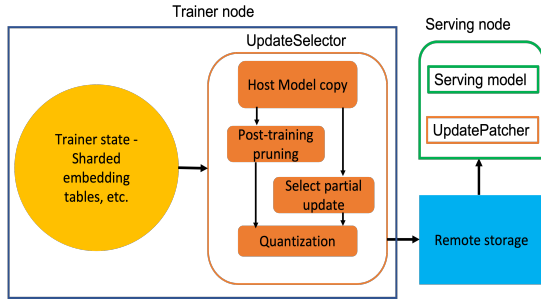 Trainer node
UpdateSelector
Trainer state -
Sharded
embedding
tables, etc.
Host Model copy
Post-training
pruning
Select partial
update
Quantization
Serving node
Serving model
UpdatePatcher
Remote storage